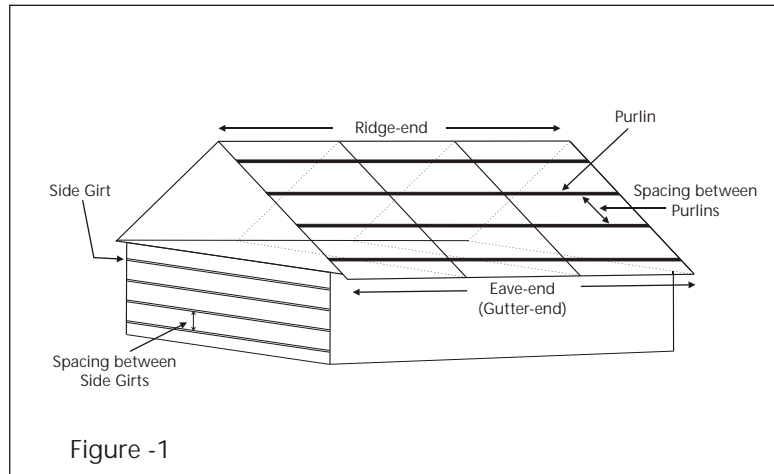 Ridge-end
Purlin
Side Girt
Spacing between
Purlins
Eave-end
(Gutter-end)
Spacing between
Side Girts
Figure -1